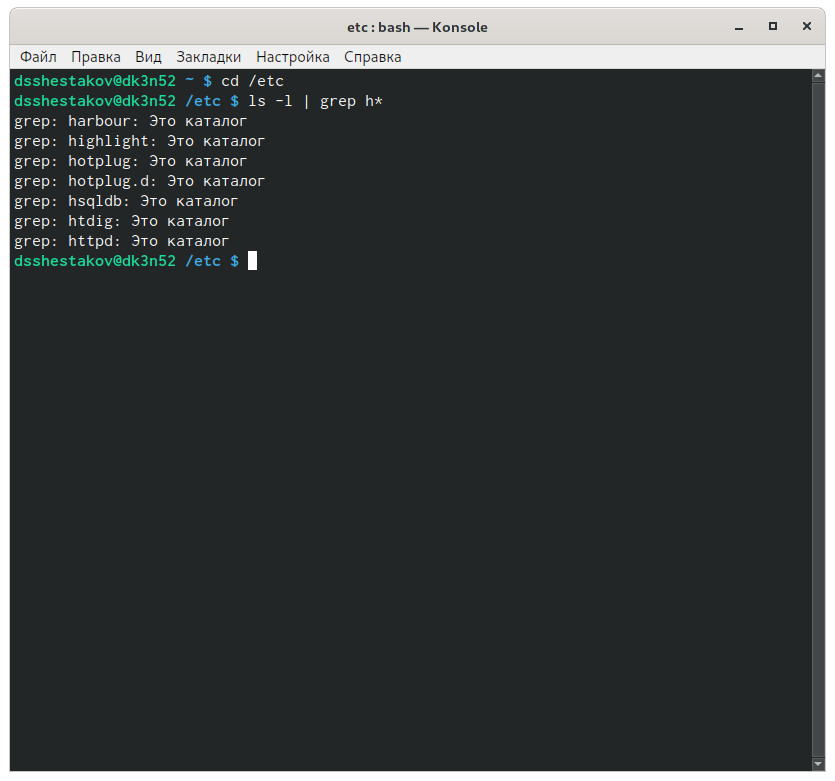 etc : bash — Konsole
Файл Правка Вид Закладки Настройка Справка
dsshestakov@dk3n52 ~ $ cd /etc
dsshestakov@dk3n52 /etc $ ls -l | grep h*
grep: harbour: Это каталог
grep: highlight: Это каталог
grep: hotplug: Это каталог
grep: hotplug.d: Это каталог
grep: hsqldb: Это каталог
grep: htdig: Это каталог
grep: httpd: Это каталог
dsshestakov@dk3n52 /etc $